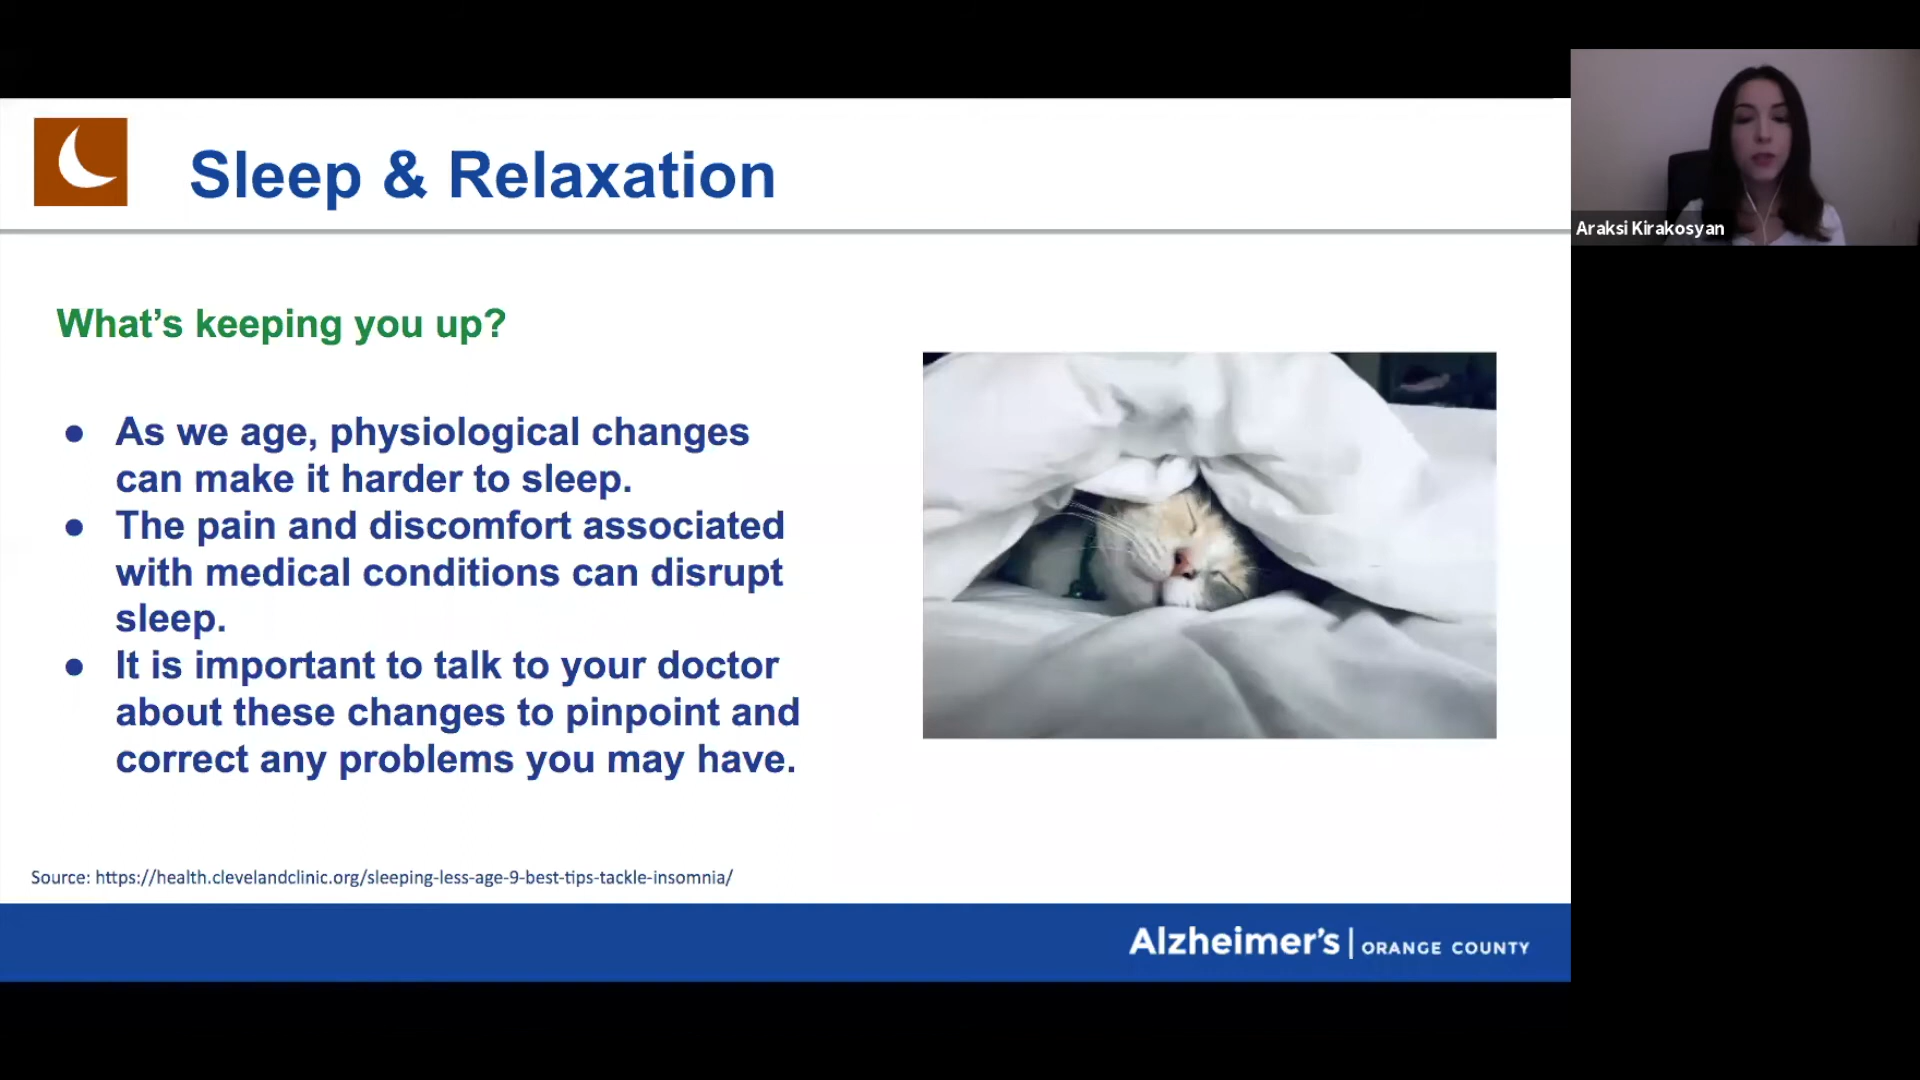 Sleep & Relaxation
What’s keeping you up?
● As we age, physiological changes
can make it harder to sleep.
● The pain and discomfort associated
with medical conditions can disrupt
sleep.
● It is important to talk to your doctor
about these changes to pinpoint and
correct any problems you may have.
Source: https://health.clevelandclinic.org/sleeping-less-age-9-best-tips-tackle-insomnia/
Alzheimer’s | ORANGE COUNTY
Araksi Kirakosyan